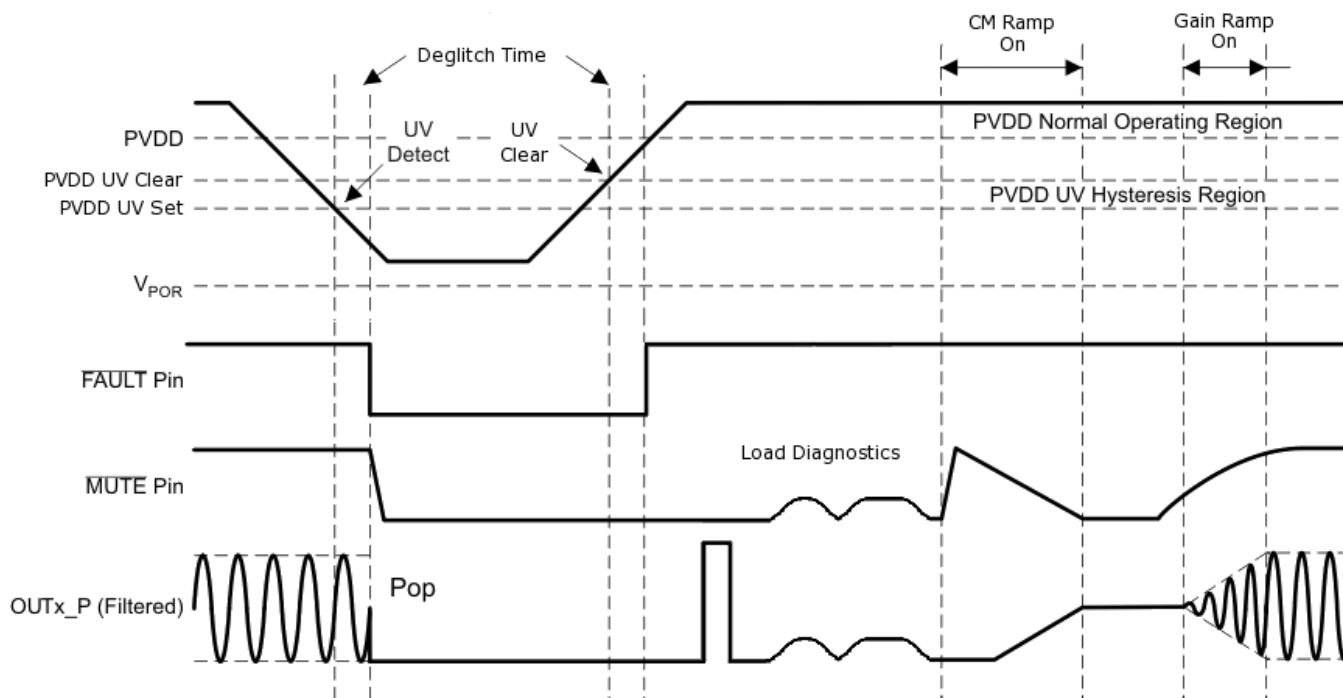 CM Ramp
On
Gain Ramp
On
Deglitch Time
PVDD
UV
Detect
UV
Clear
PVDD Normal Operating Region
PVDD UV Clear
PVDD UV Set
PVDD UV Hysteresis Region
VPOR
FAULT Pin
MUTE Pin
Load Diagnostics
Pop
OUTx_P (Filtered)